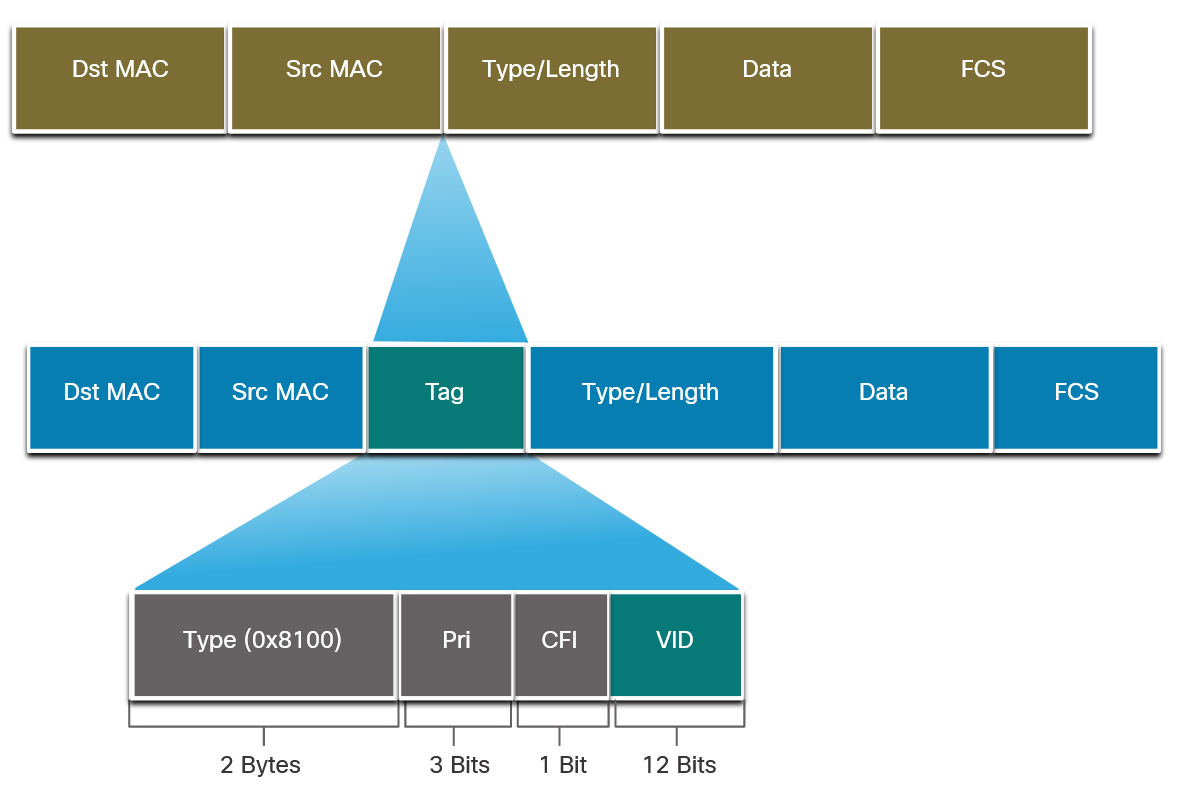 Dst MAC Src MAC Type/Length Data FCS
Dst MAC Src MAC Tag Type/Length Data FCS
Type (0x8100) Pri CFI VID
2 Bytes 3 Bits 1 Bit 12 Bits